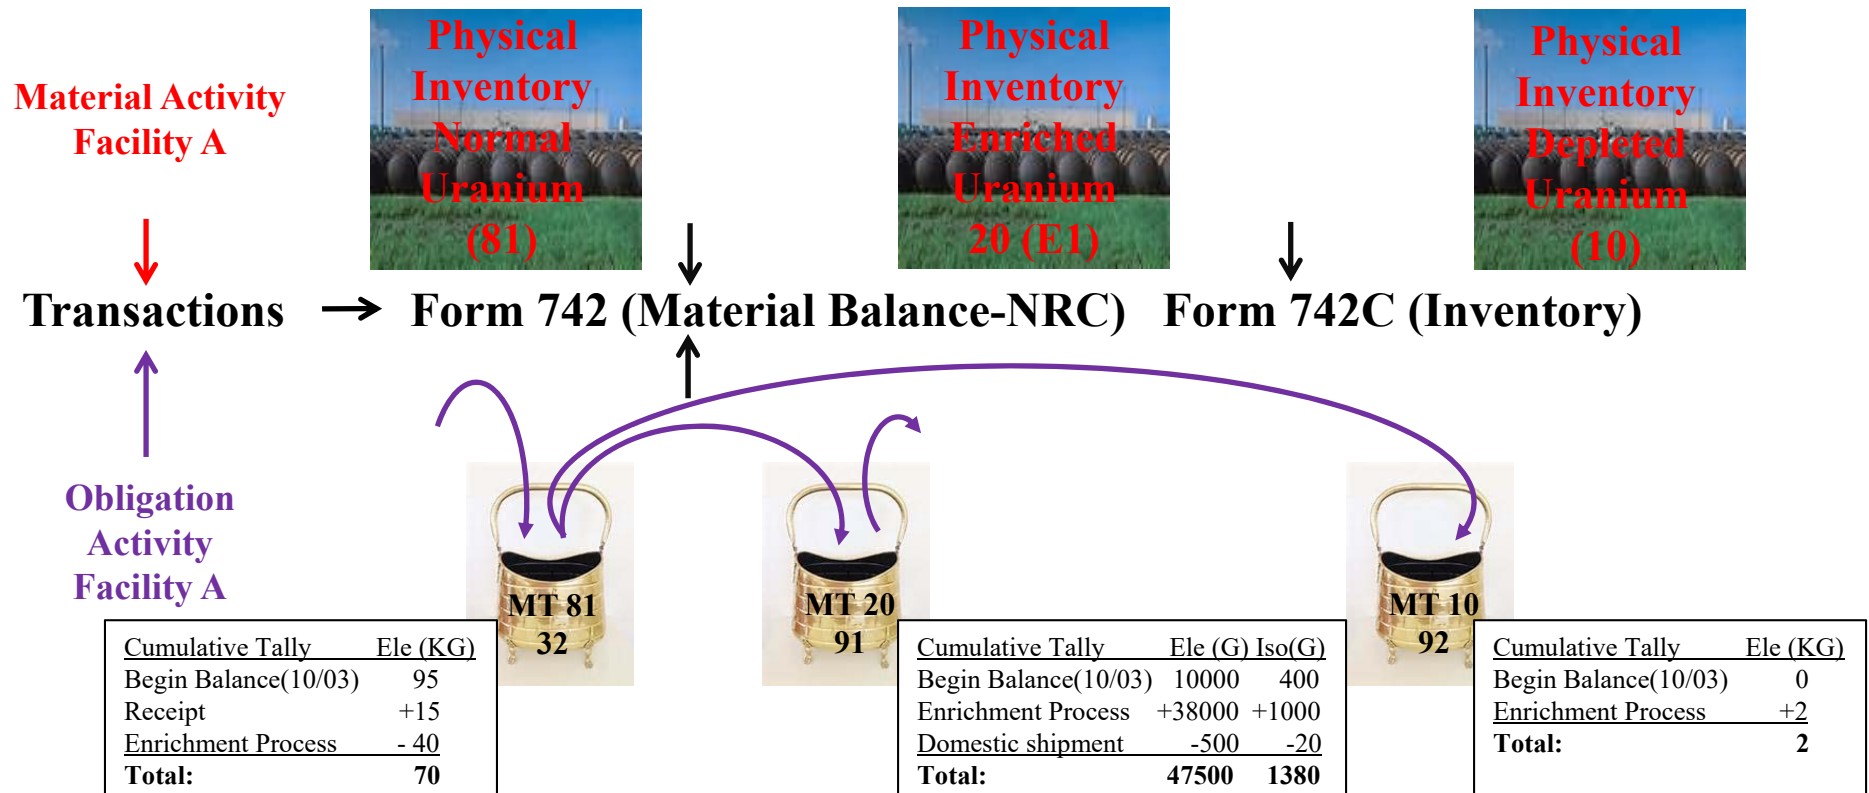 Material Activity
Facility A
Physical
Inventory
Normal
Uranium
(81)
Physical
Inventory
Enriched
Uranium
20 (E1)
Physical
Inventory
Depleted
Uranium
(10)
Transactions
Form 742 (Material Balance-NRC)
Form 742C (Inventory)
Obligation
Activity
Facility A
MT 81
32
MT 20
91
MT 10
92
Cumulative Tally Ele (KG)
Begin Balance(10/03) 95
Receipt +15
Enrichment Process - 40
Total: 70
Cumulative Tally Ele (G) Iso(G)
Begin Balance(10/03) 10000 400
Enrichment Process +38000 +1000
Domestic shipment -500 -20
Total: 47500 1380
Cumulative Tally Ele (KG)
Begin Balance(10/03) 0
Enrichment Process +2
Total: 2